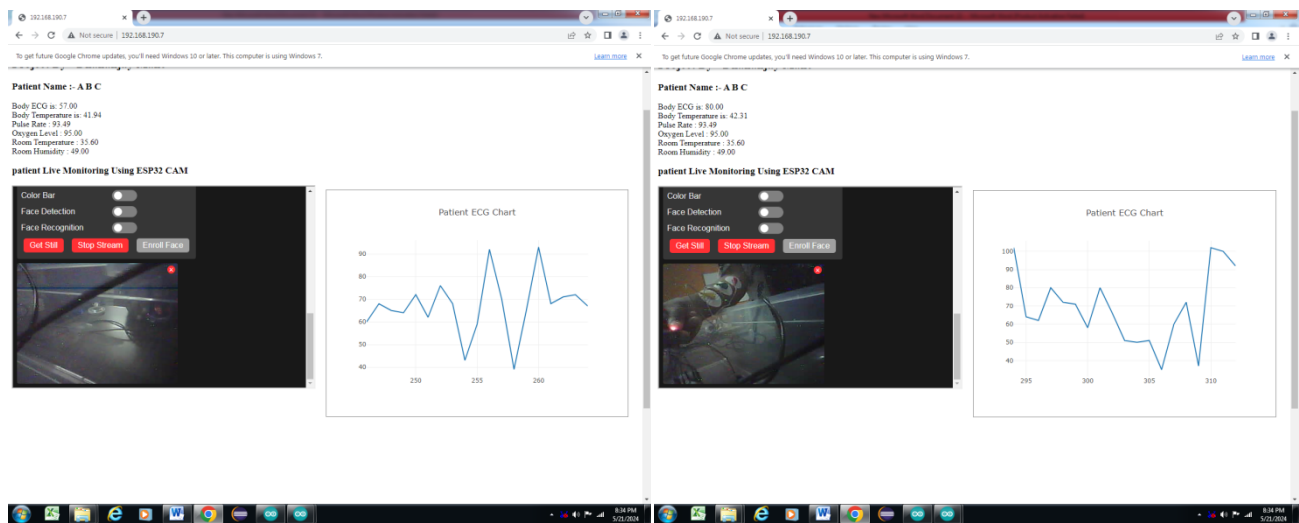 192.168.190.7
Not secure | 192.168.190.7
To get future Google Chrome updates, you'll need Windows 10 or later. This computer is using Windows 7.
Learn more
Patient Name :- A B C
Body ECG is: 57.00
Body Temperature is: 41.94
Pulse Rate : 93.49
Oxygen Level : 95.00
Room Temperature : 35.60
Room Humidity : 49.00
patient Live Monitoring Using ESP32 CAM
Color Bar
Face Detection
Face Recognition
Get Still Stop Stream Enroll Face
Patient ECG Chart
90
80
70
60
50
40
250 255 260
8:34 PM
5/21/2024
192.168.190.7
Not secure | 192.168.190.7
To get future Google Chrome updates, you'll need Windows 10 or later. This computer is using Windows 7.
Learn more
Patient Name :- A B C
Body ECG is: 80.00
Body Temperature is: 42.31
Pulse Rate : 93.49
Oxygen Level : 95.00
Room Temperature : 35.60
Room Humidity : 49.00
patient Live Monitoring Using ESP32 CAM
Color Bar
Face Detection
Face Recognition
Get Still Stop Stream Enroll Face
Patient ECG Chart
100
90
80
70
60
50
40
295 300 305 310
8:34 PM
5/21/2024